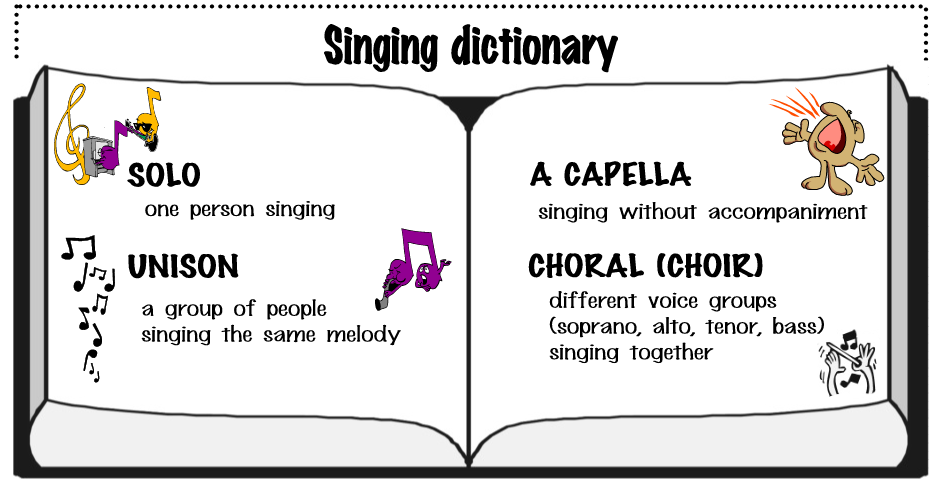 Singing dictionary
SOLO
one person singing
UNISON
a group of people
singing the same melody
A CAPELLA
singing without accompaniment
CHORAL (CHOIR)
different voice groups
(soprano, alto, tenor, bass)
singing together